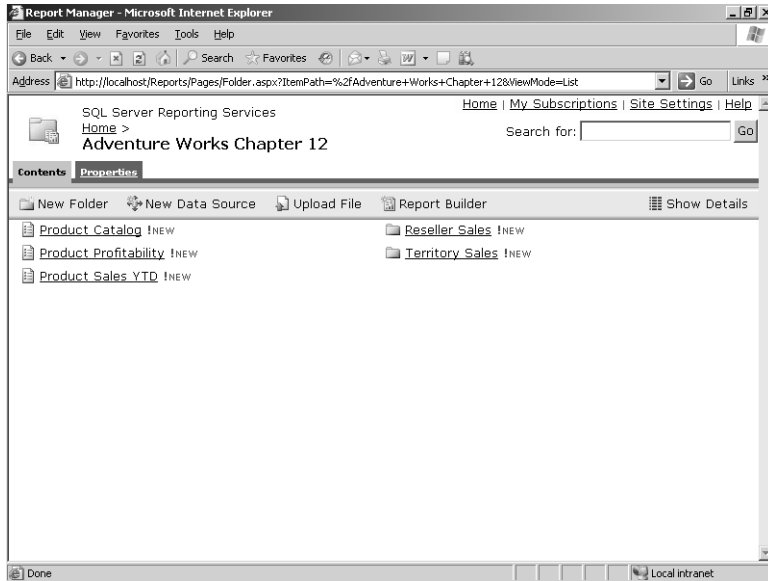 Report Manager - Microsoft Internet Explorer
File Edit View Favorites Tools Help
Back Search Favorites
Address http://localhost/Reports/Pages/Folder.aspx?ItemPath=%2fAdventure+Works+Chapter+12&ViewMode=List Go Links »
Home | My Subscriptions | Site Settings | Help
SQL Server Reporting Services
Home >
Adventure Works Chapter 12
Search for: Go
Contents Properties
New Folder New Data Source Upload File Report Builder Show Details
Product Catalog !NEW Reseller Sales !NEW
Product Profitability !NEW Territory Sales !NEW
Product Sales YTD !NEW
Done Local intranet